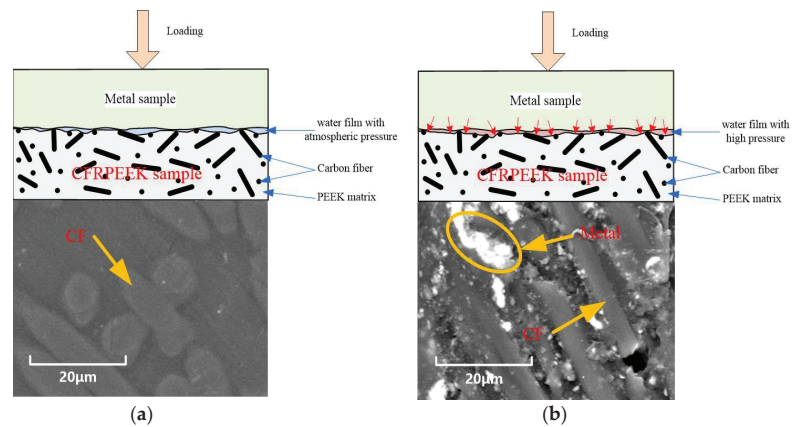 Loading
Metal sample
water film with
atmospheric pressure
Carbon fiber
CFRPEEK sample
PEEK matrix
CF
20μm
(a)
Loading
Metal sample
water film with
high pressure
Carbon fiber
CFRPEEK sample
PEEK matrix
Metal
CF
20μm
(b)